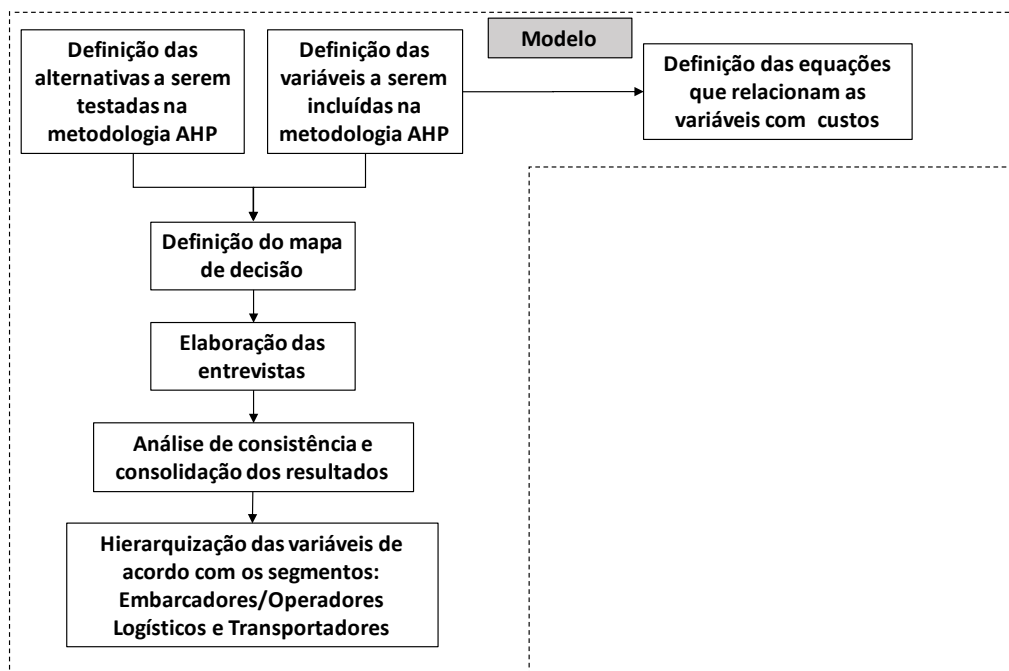 Modelo
Definição das
alternativas a serem
testadas na
metodologia AHP
Definição das
variáveis a serem
incluídas na
metodologia AHP
Definição das equações
que relacionam as
variáveis com custos
Definição do mapa
de decisão
Elaboração das
entrevistas
Análise de consistência e
consolidação dos resultados
Hierarquização das variáveis de
acordo com os segmentos:
Embarcadores/Operadores
Logísticos e Transportadores